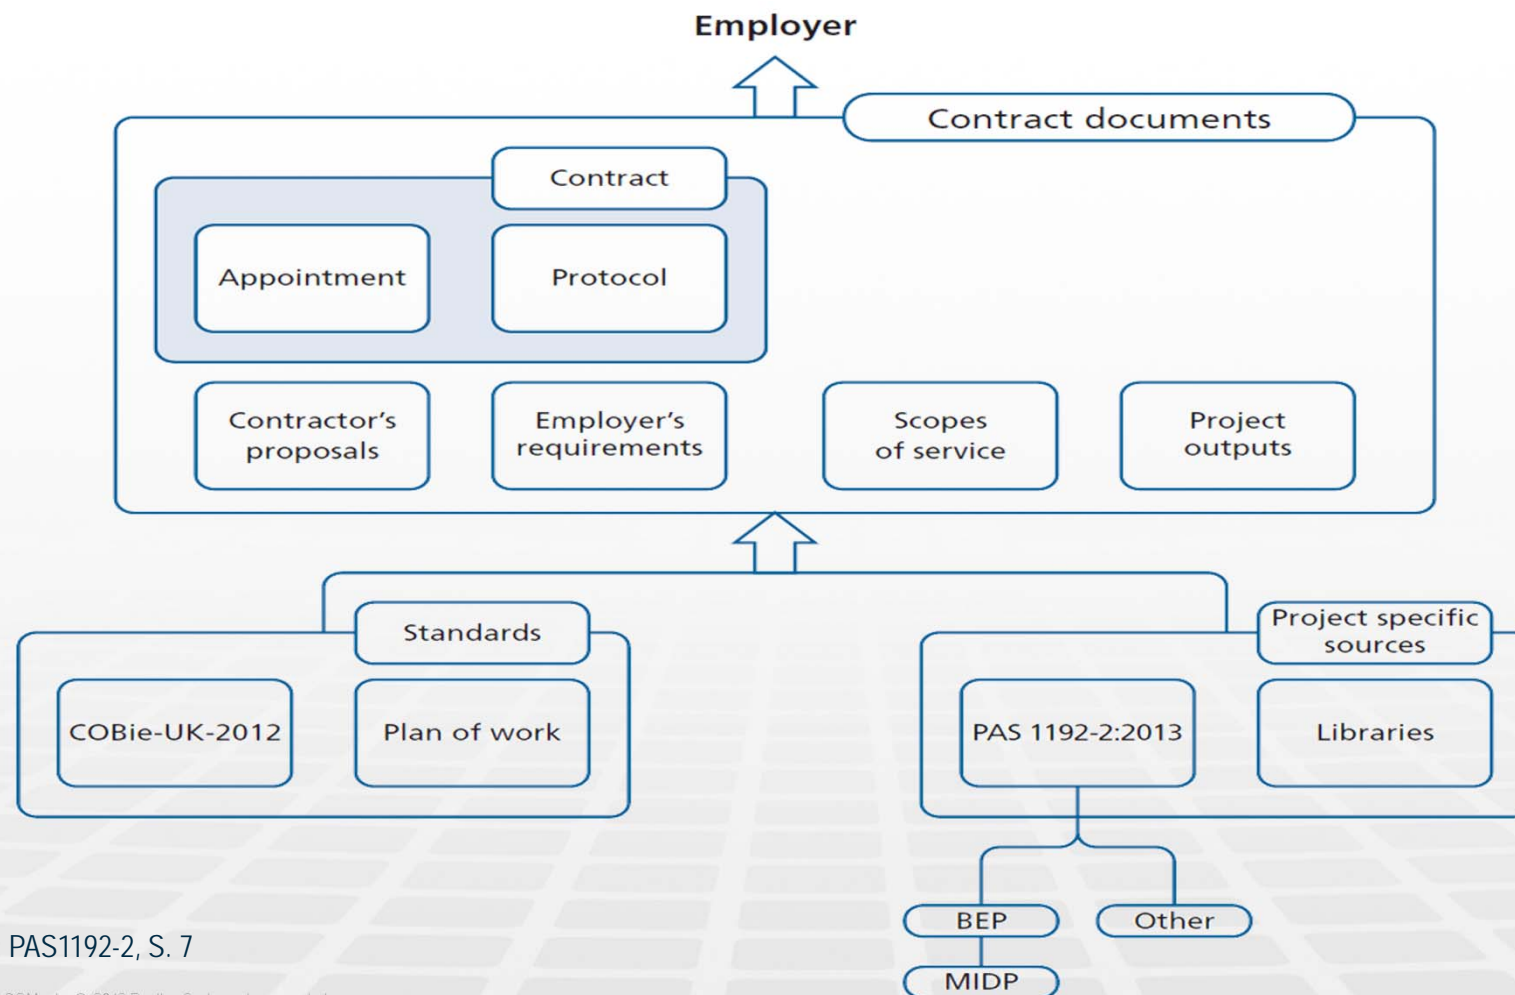 Employer
Contract documents
Contract
Appointment
Protocol
Contractor's
proposals
Employer's
requirements
Scopes
of service
Project
outputs
Standards
Project specific
sources
COBie-UK-2012
Plan of work
PAS 1192-2:2013
Libraries
BEP
Other
MIDP
PAS1192-2, S. 7